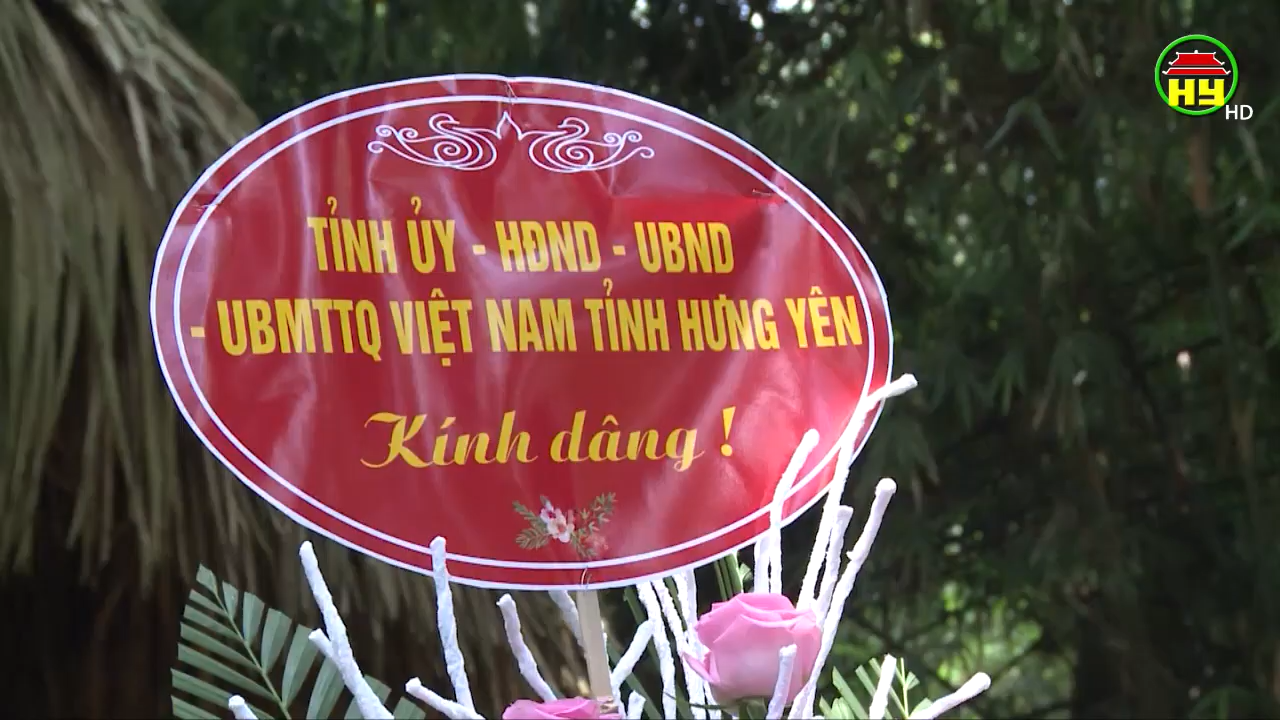 HY HD
TỈNH ỦY - HĐND - UBND
- UBMTTQ VIỆT NAM TỈNH HƯNG YÊN
Kính dâng !